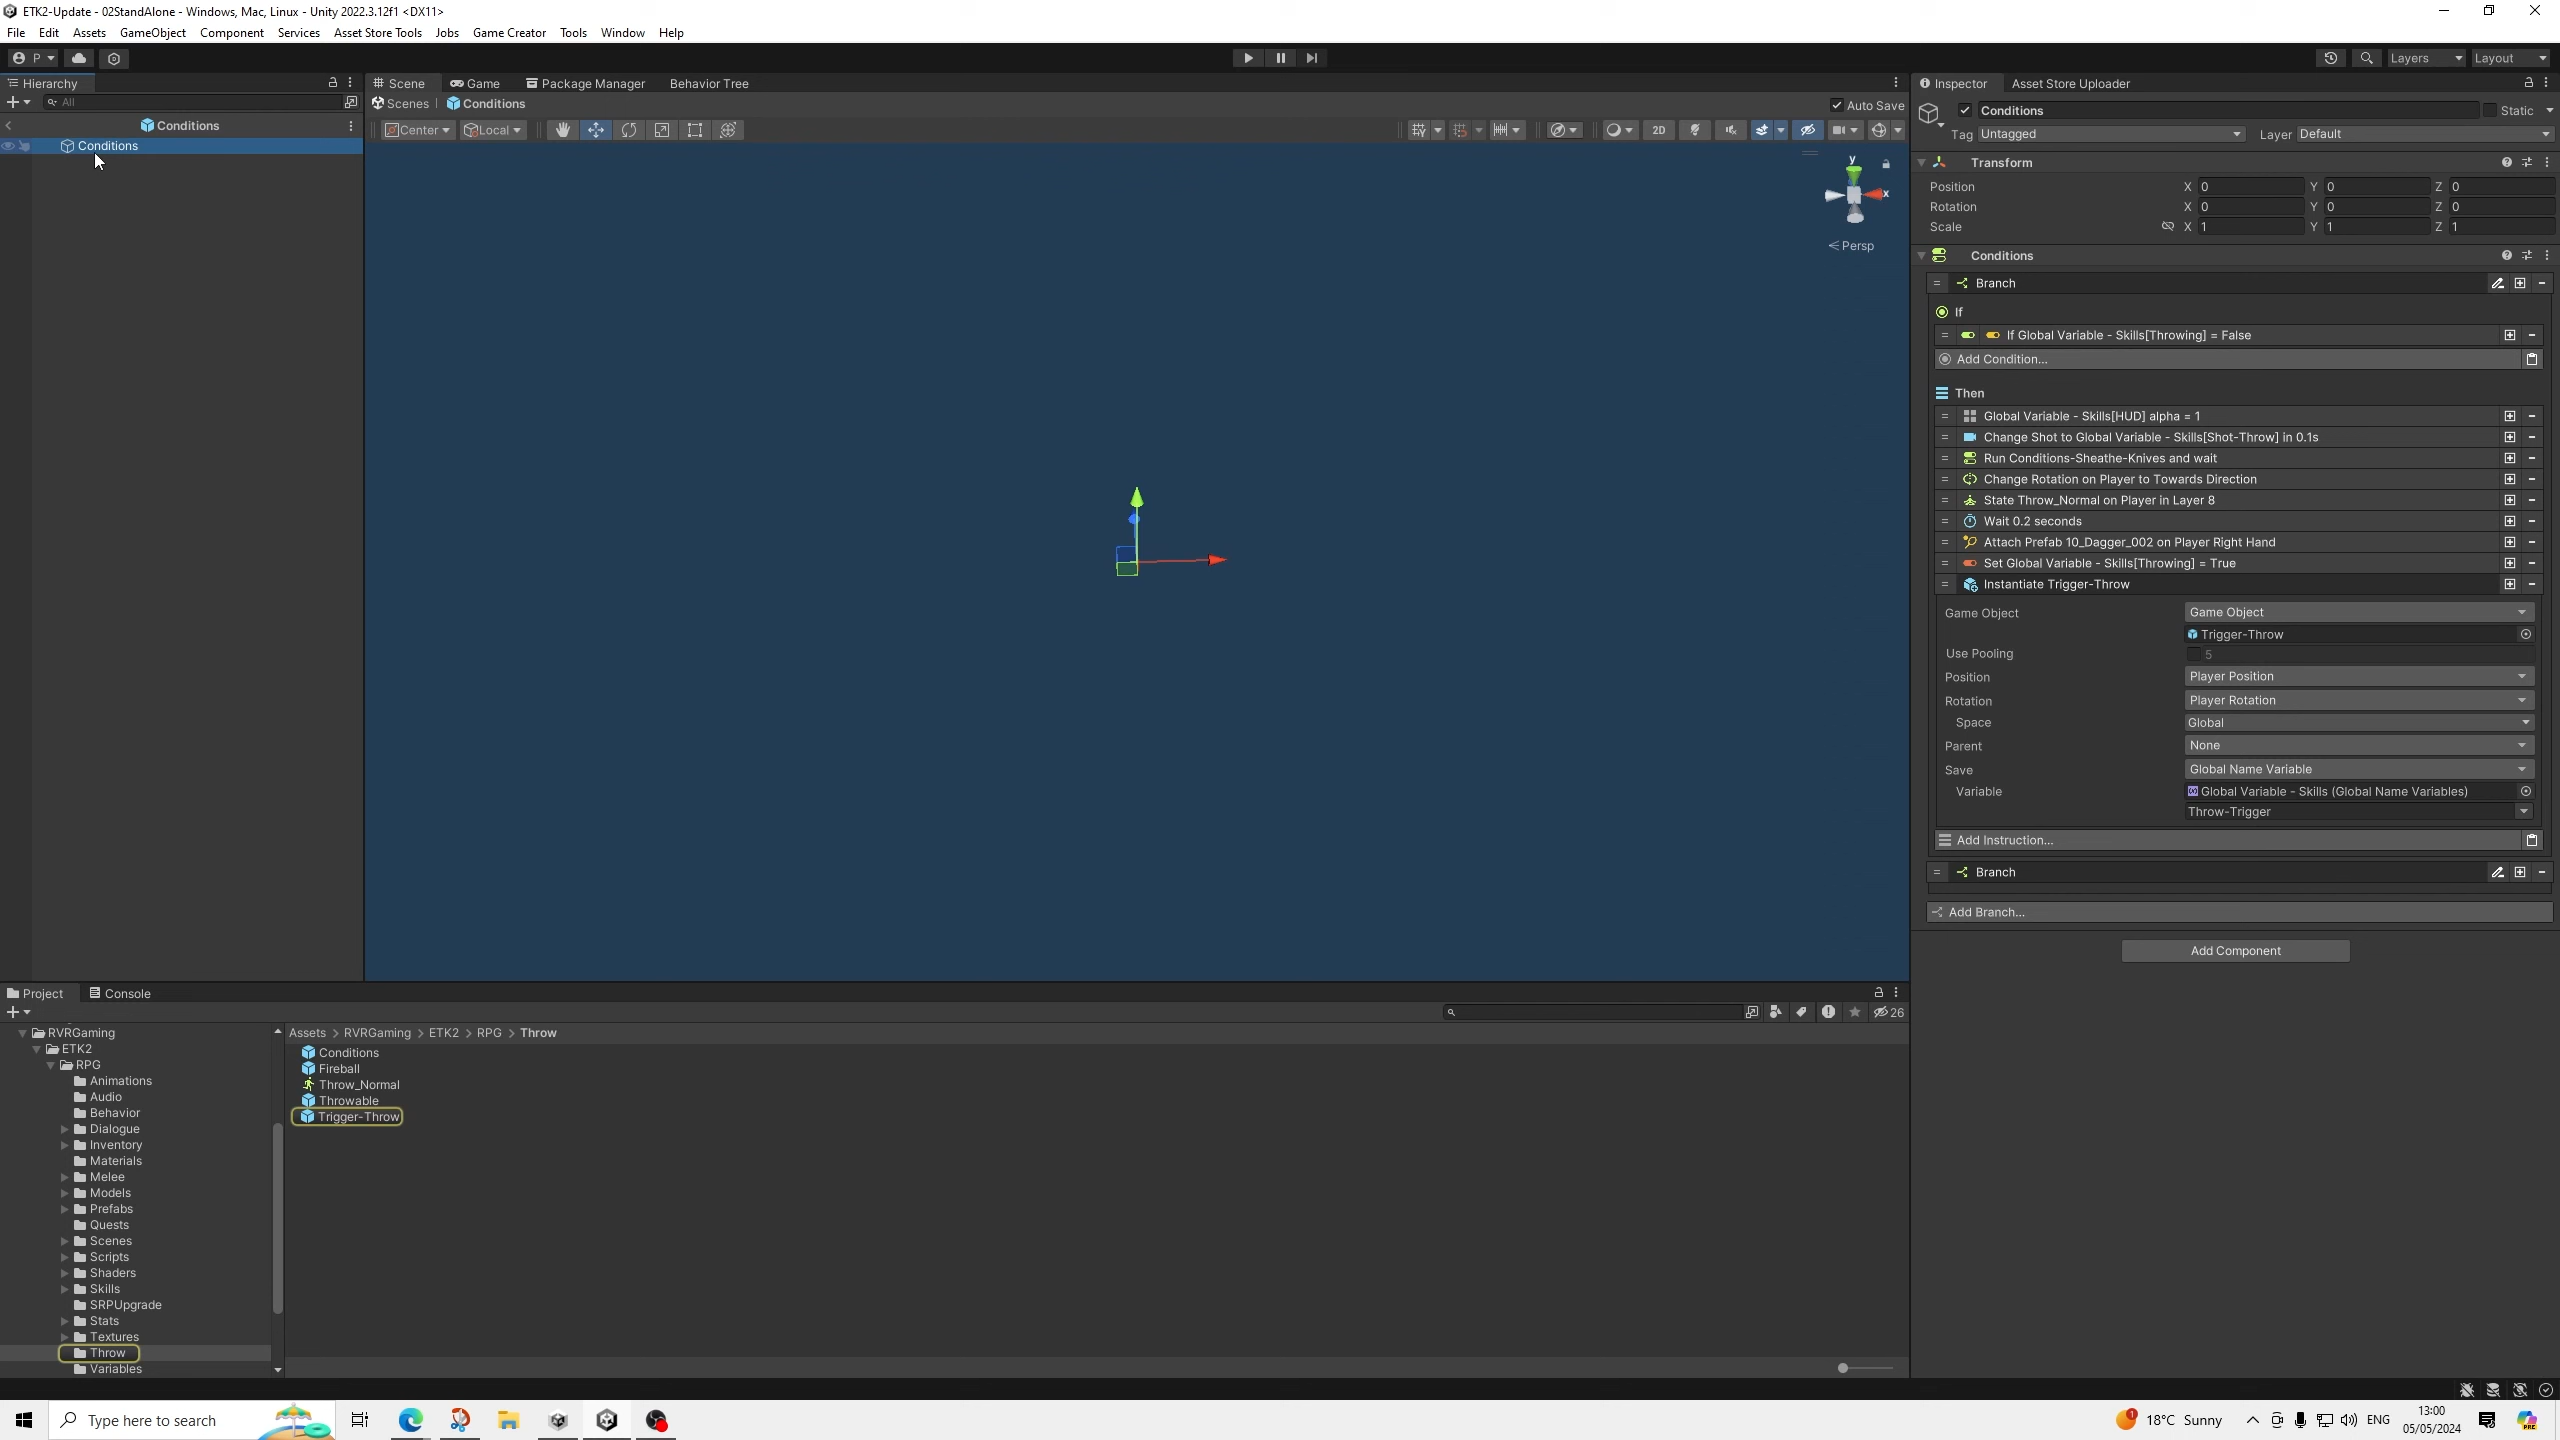 ETK2-Update - 02StandAlone - Windows, Mac, Linux - Unity 2022.3.12f1 <DX11>
File Edit Assets GameObject Component Services Asset Store Tools Jobs Game Creator Tools Window Help
P Layers Layout
Hierarchy Scene Game Package Manager Behavior Tree Inspector Asset Store Uploader
All
Scenes Conditions Auto Save
Conditions
Conditions Static
Tag Untagged Layer Default
Center Local 2D
Conditions
y
x
Persp
Transform
Position X 0 Y 0 Z 0
Rotation X 0 Y 0 Z 0
Scale X 1 Y 1 Z 1
Conditions
Branch
If
If Global Variable - Skills[Throwing] = False
Add Condition...
Then
Global Variable - Skills[HUD] alpha = 1
Change Shot to Global Variable - Skills[Shot-Throw] in 0.1s
Run Conditions-Sheathe-Knives and wait
Change Rotation on Player to Towards Direction
State Throw_Normal on Player in Layer 8
Wait 0.2 seconds
Attach Prefab 10_Dagger_002 on Player Right Hand
Set Global Variable - Skills[Throwing] = True
Instantiate Trigger-Throw
Game Object Game Object
Trigger-Throw
Use Pooling 5
Position Player Position
Rotation Player Rotation
Space Global
Parent None
Save Global Name Variable
Variable Global Variable - Skills (Global Name Variables)
Throw-Trigger
Add Instruction...
Branch
Add Branch...
Add Component
Project Console
26
RVRGaming
ETK2
RPG
Animations
Audio
Behavior
Dialogue
Inventory
Materials
Melee
Models
Prefabs
Quests
Scenes
Scripts
Shaders
Skills
SRPUpgrade
Stats
Textures
Throw
Variables
Assets > RVRGaming > ETK2 > RPG > Throw
Conditions
Fireball
Throw_Normal
Throwable
Trigger-Throw
Type here to search
1 18°C Sunny ENG
13:00
05/05/2024
PRE